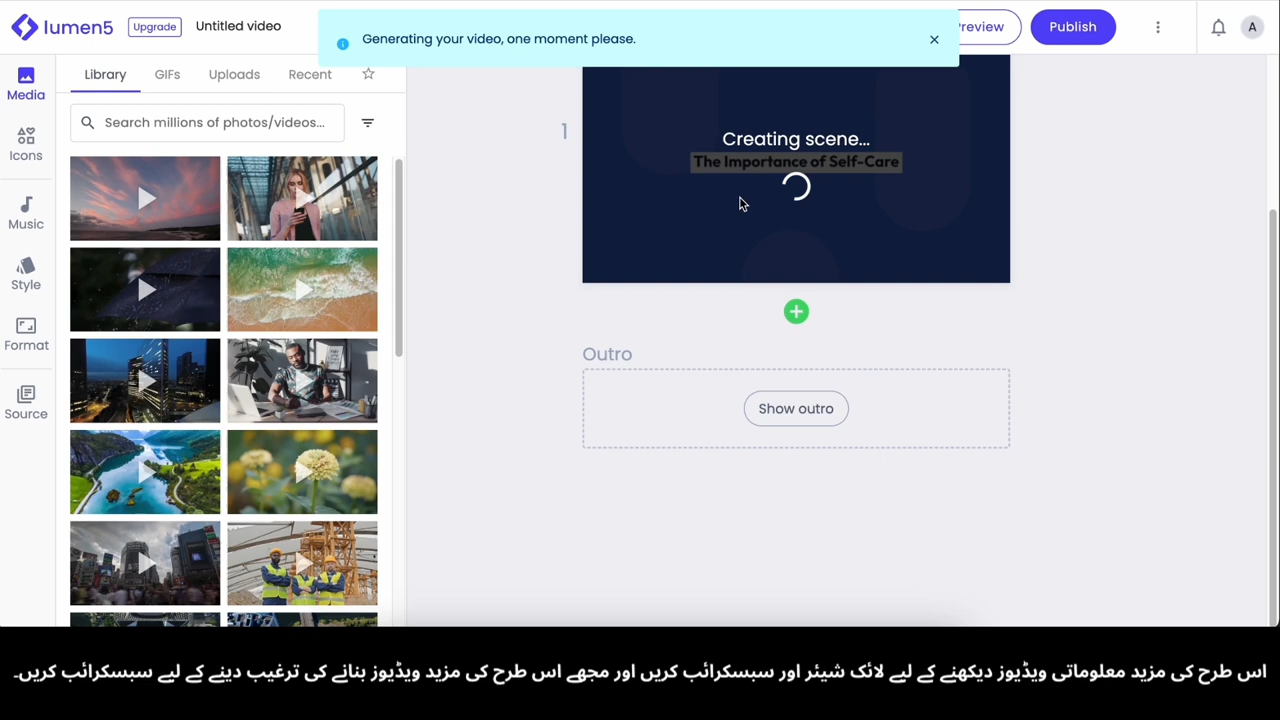 lumen5
Upgrade
Untitled video
Generating your video, one moment please.
review
Publish
A
Media
Icons
Music
Style
Format
Source
Library
GIFs
Uploads
Recent
Search millions of photos/videos...
1
Creating scene...
The Importance of Self-Care
Outro
Show outro
اس طرح کی مزید معلوماتی ویڈیوز دیکھنے کے لیے لائک شیئر اور سبسکرائب کریں اور مجھے اس طرح کی مزید ویڈیوز بنانے کی ترغیب دینے کے لیے سبسکرائب کریں۔